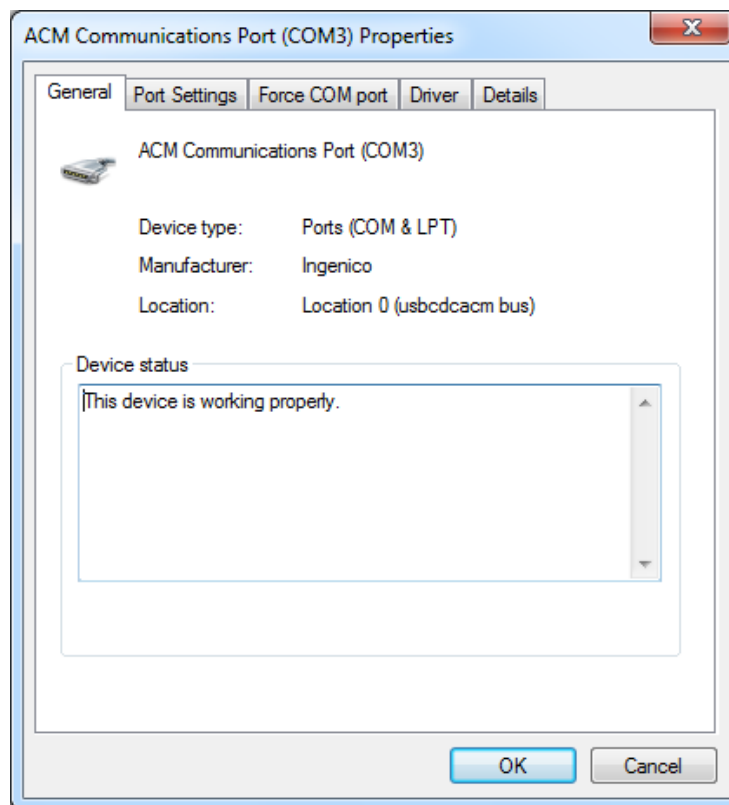 ACM Communications Port (COM3) Properties
General Port Settings Force COM port Driver Details
ACM Communications Port (COM3)
Device type: Ports (COM & LPT)
Manufacturer: Ingenico
Location: Location 0 (usbcdcacm bus)
Device status
This device is working properly.
OK Cancel